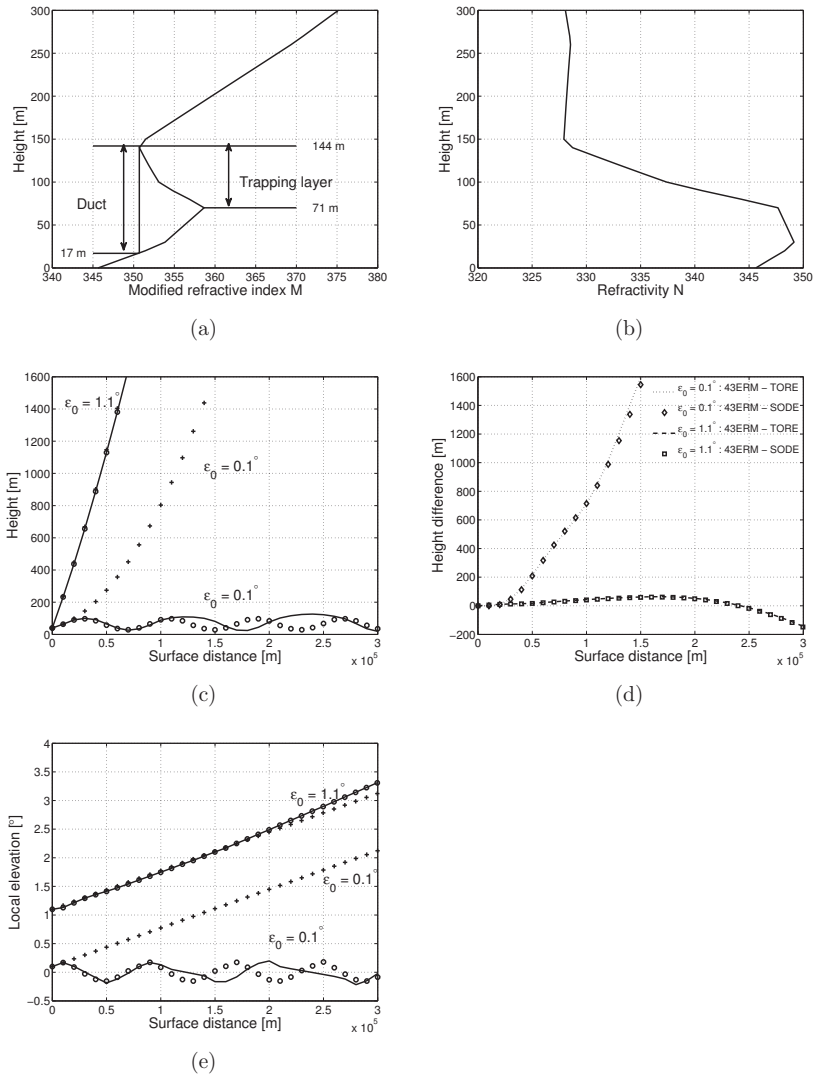 300
250
200
150
100
50
0
Height [m]
144 m
Trapping layer
Duct
71 m
17 m
340 345 350 355 360 365 370 375 380
Modified refractive index M
(a)
300
250
200
150
100
50
0
Height [m]
320 325 330 335 340 345 350
Refractivity N
(b)
1600
1400
1200
1000
800
600
400
200
0
Height [m]
ε0 = 1.1°
ε0 = 0.1°
ε0 = 0.1°
0 0.5 1 1.5 2 2.5 3
Surface distance [m]
x 10^5
(c)
1600
1400
1200
1000
800
600
400
200
0
−200
Height difference [m]
ε0 = 0.1° : 43ERM − TORE
ε0 = 0.1° : 43ERM − SODE
ε0 = 1.1° : 43ERM − TORE
ε0 = 1.1° : 43ERM − SODE
0 0.5 1 1.5 2 2.5 3
Surface distance [m]
x 10^5
(d)
4
3.5
3
2.5
2
1.5
1
0.5
0
−0.5
Local elevation [°]
ε0 = 1.1°
ε0 = 0.1°
ε0 = 0.1°
0 0.5 1 1.5 2 2.5 3
Surface distance [m]
x 10^5
(e)